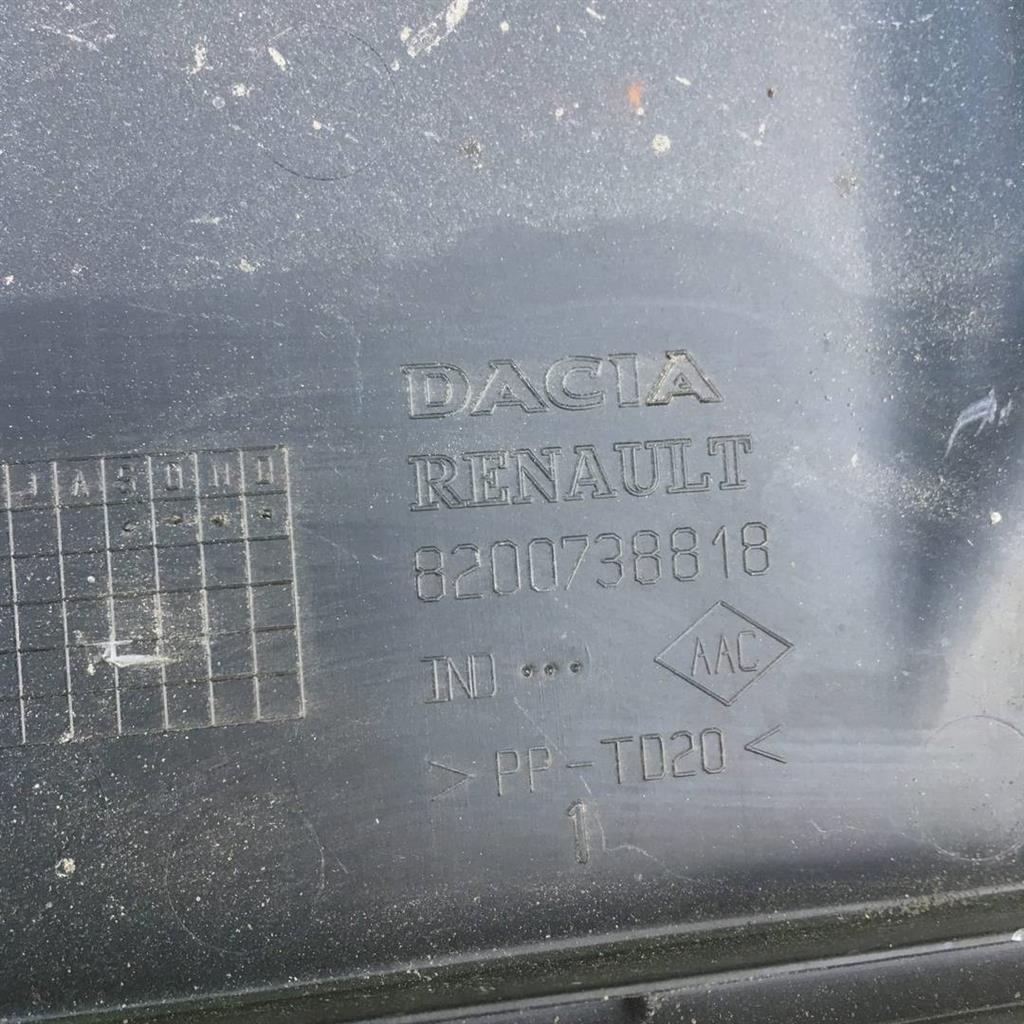 DACIA
RENAULT
J A S O N D
8200738818
IND ...
AAC
> PP-TD20 <
1